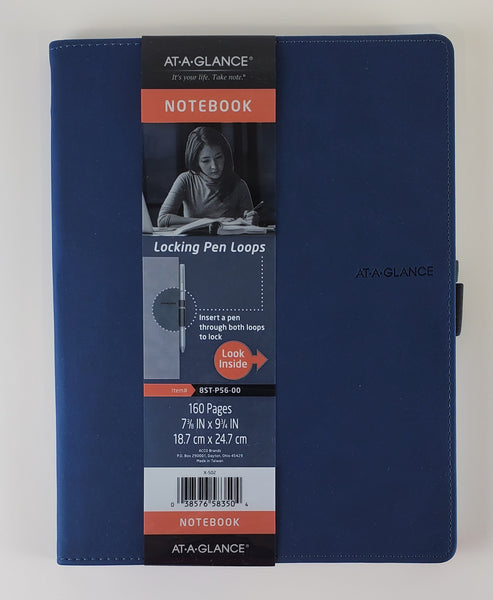 AT-A-GLANCE®
It's your life. Take note.®
NOTEBOOK
Locking Pen Loops
Insert a pen
through both loops
to lock
Look
Inside
Item# 8ST-P56-00
160 Pages
7⅜ IN x 9¾ IN
18.7 cm x 24.7 cm
ACCO Brands
P.O. Box 290061, Dayton, Ohio 45429
Made in Taiwan
X-502
0 38576 58350 4
NOTEBOOK
AT-A-GLANCE®
AT-A-GLANCE